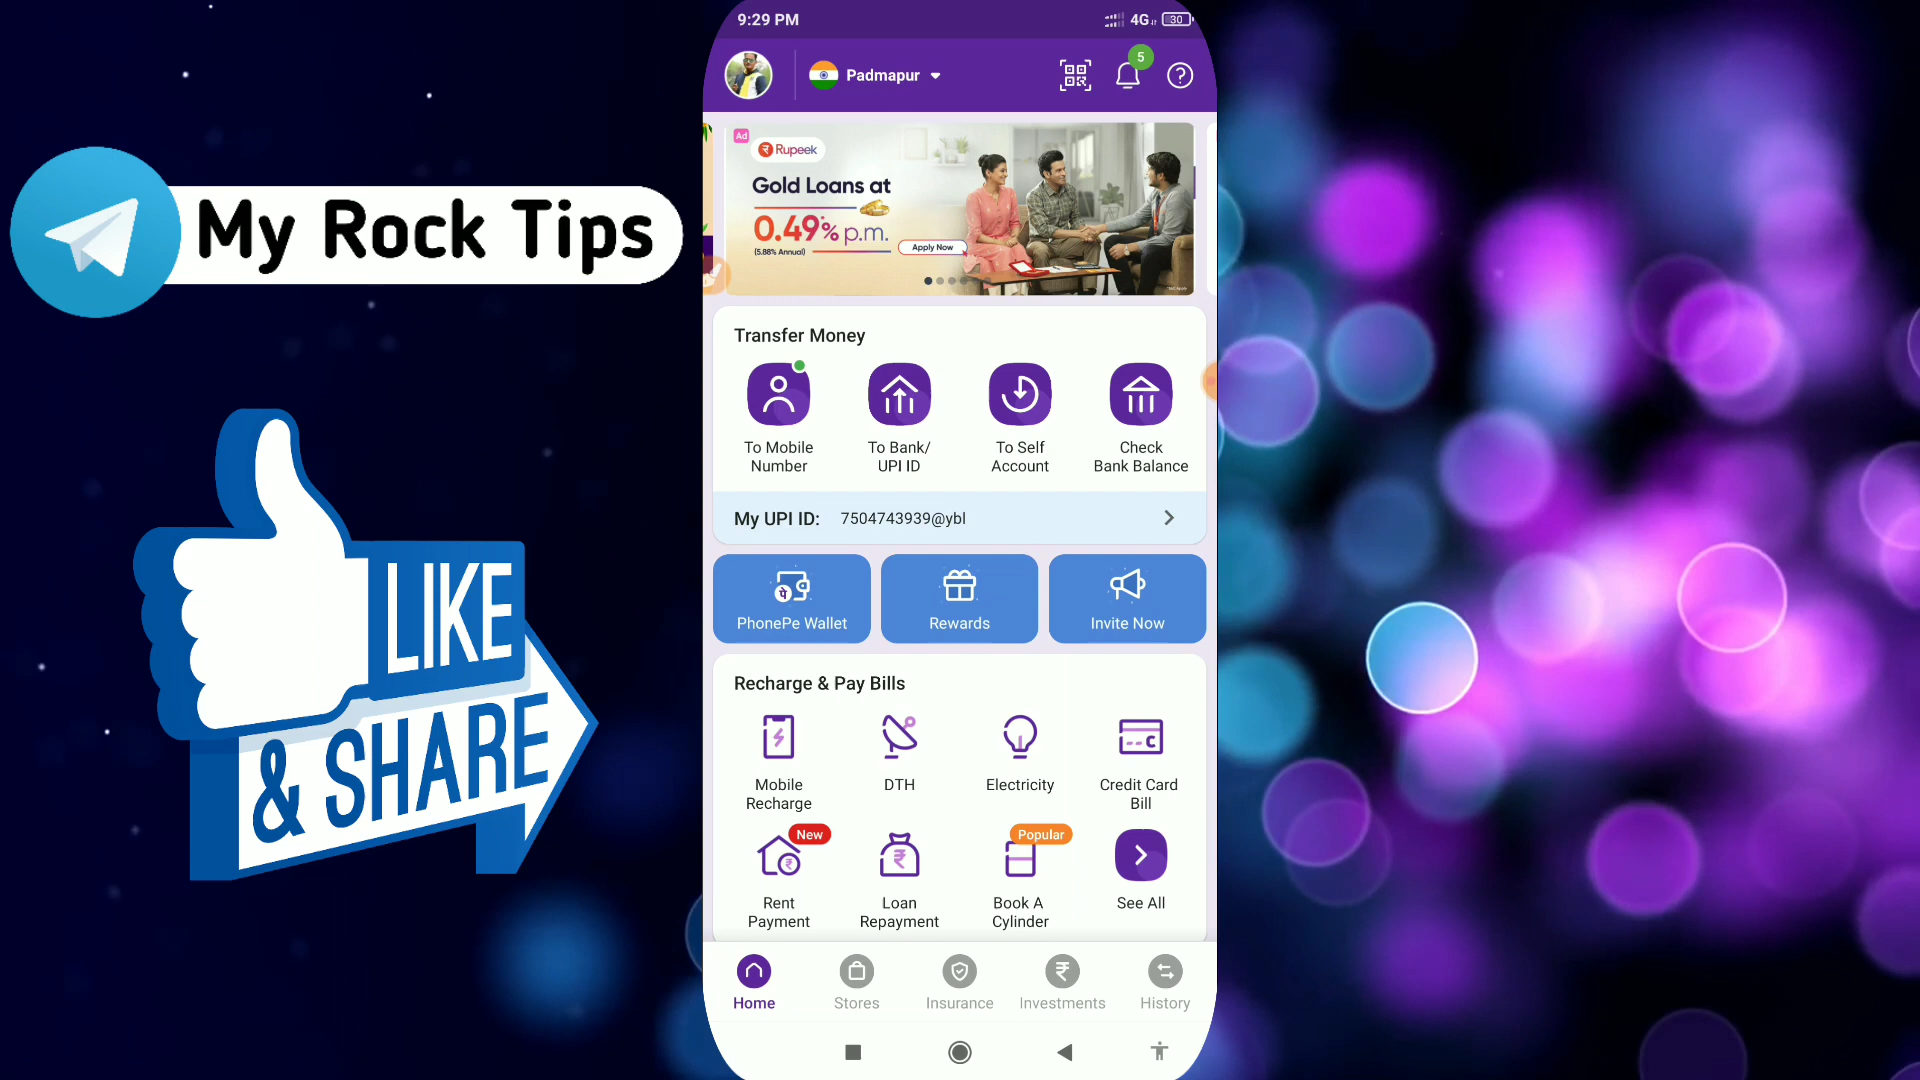 My Rock Tips
LIKE
& SHARE
9:29 PM
4G
30
Padmapur
5
Ad
Rupeek
Gold Loans at
0.49% p.m.
(5.88% Annual)
Apply Now
Transfer Money
To Mobile
Number
To Bank/
UPI ID
To Self
Account
Check
Bank Balance
My UPI ID: 7504743939@ybl
पे
PhonePe Wallet
Rewards
Invite Now
Recharge & Pay Bills
Mobile
Recharge
DTH
Electricity
Credit Card
Bill
New
Popular
Rent
Payment
Loan
Repayment
Book A
Cylinder
See All
Home
Stores
Insurance
Investments
History